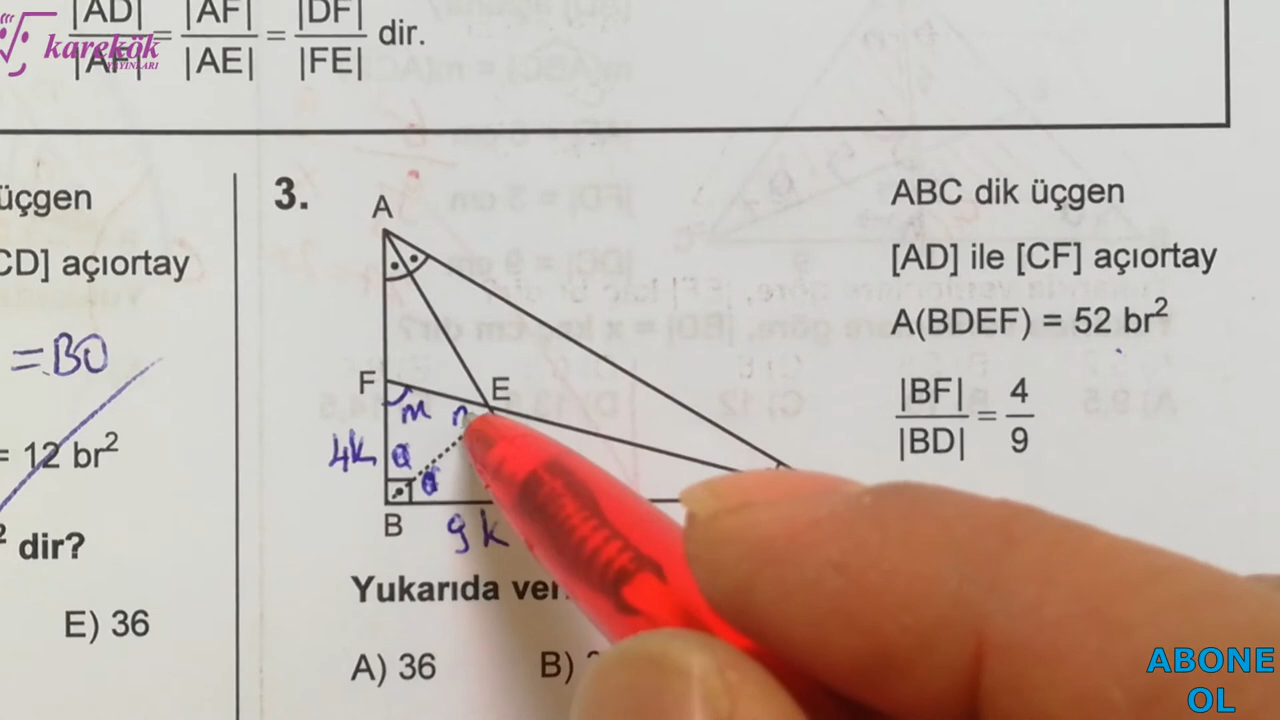 |AD| / |AF| = |AF| / |AE| = |DF| / |FE| dir.
karekök
YAYINLARI
üçgen
CD] açıortay
= BD
= 12 br²
² dir?
E) 36
3.
A
F
E
m
n
4k
a
a
B
9k
ABC dik üçgen
[AD] ile [CF] açıortay
A(BDEF) = 52 br²
|BF| / |BD| = 4 / 9
Yukarıda
A) 36
B)
ABONE
OL